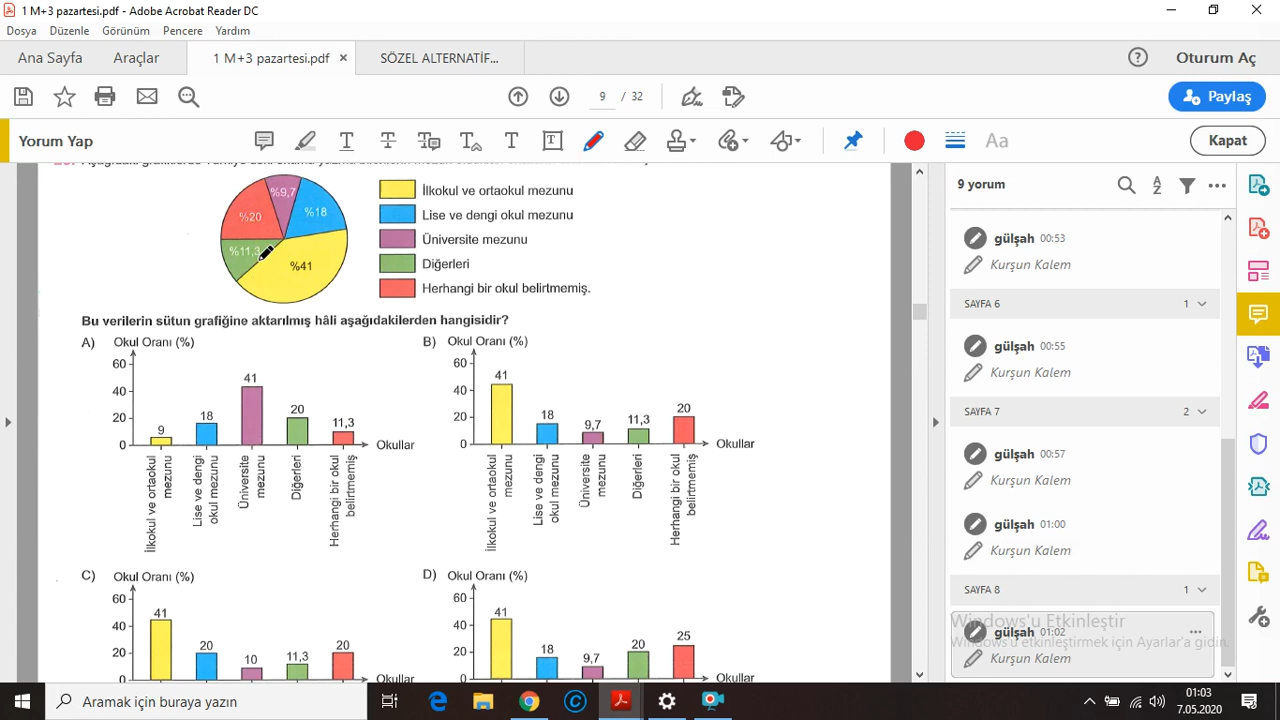 1 M+3 pazartesi.pdf - Adobe Acrobat Reader DC
Dosya Düzenle Görünüm Pencere Yardım
Ana Sayfa Araçlar 1 M+3 pazartesi.pdf × SÖZEL ALTERNATİF... Oturum Aç
9 / 32 Paylaş
Yorum Yap Aa Kapat
9 yorum
%9,7
%18
%20
%11,3
%41
İlkokul ve ortaokul mezunu
Lise ve dengi okul mezunu
Üniversite mezunu
Diğerleri
Herhangi bir okul belirtmemiş.
Bu verilerin sütun grafiğine aktarılmış hâli aşağıdakilerden hangisidir?
A) Okul Oranı (%)
60
40
20
0
9
18
41
20
11,3
Okullar
İlkokul ve ortaokul mezunu
Lise ve dengi okul mezunu
Üniversite mezunu
Diğerleri
Herhangi bir okul belirtmemiş
B) Okul Oranı (%)
60
40
20
0
41
18
9,7
11,3
20
Okullar
İlkokul ve ortaokul mezunu
Lise ve dengi okul mezunu
Üniversite mezunu
Diğerleri
Herhangi bir okul belirtmemiş
C) Okul Oranı (%)
60
40
20
0
41
20
10
11,3
20
Okullar
D) Okul Oranı (%)
60
40
20
0
41
18
9,7
20
25
Okullar
gülşah 00:53
Kurşun Kalem
SAYFA 6 1
gülşah 00:55
Kurşun Kalem
SAYFA 7 2
gülşah 00:57
Kurşun Kalem
gülşah 01:00
Kurşun Kalem
SAYFA 8 1
gülşah 01:02
Kurşun Kalem
Windows'u Etkinleştir
Windows'u etkinleştirmek için Ayarlar'a gidin.
Aramak için buraya yazın
01:03
7.05.2020